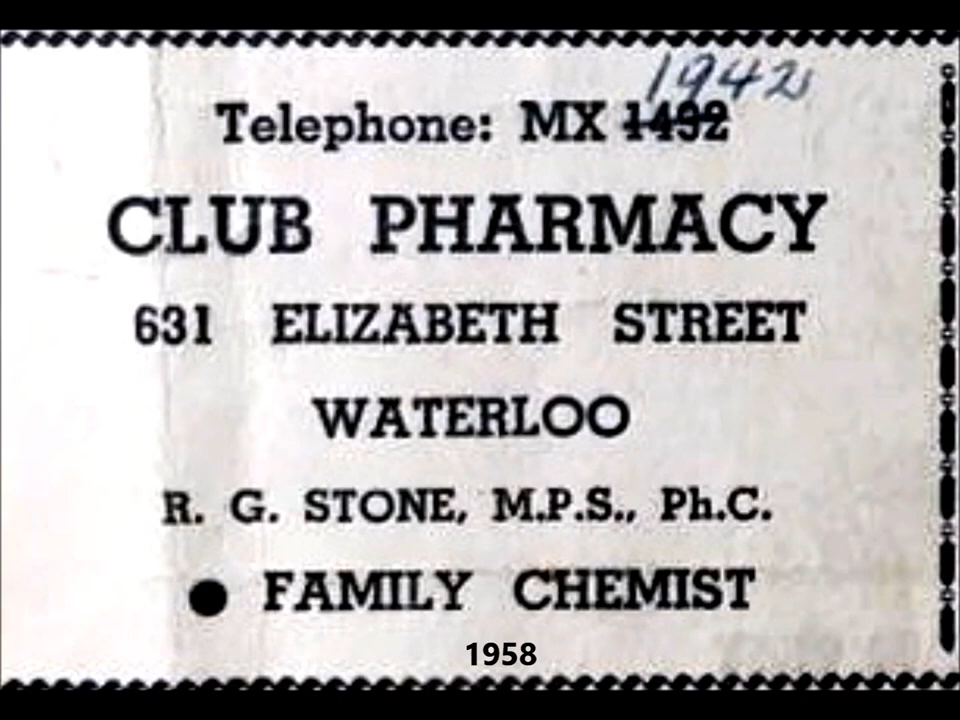 1942
Telephone: MX 1492
CLUB PHARMACY
631 ELIZABETH STREET
WATERLOO
R. G. STONE, M.P.S., Ph.C.
● FAMILY CHEMIST
1958